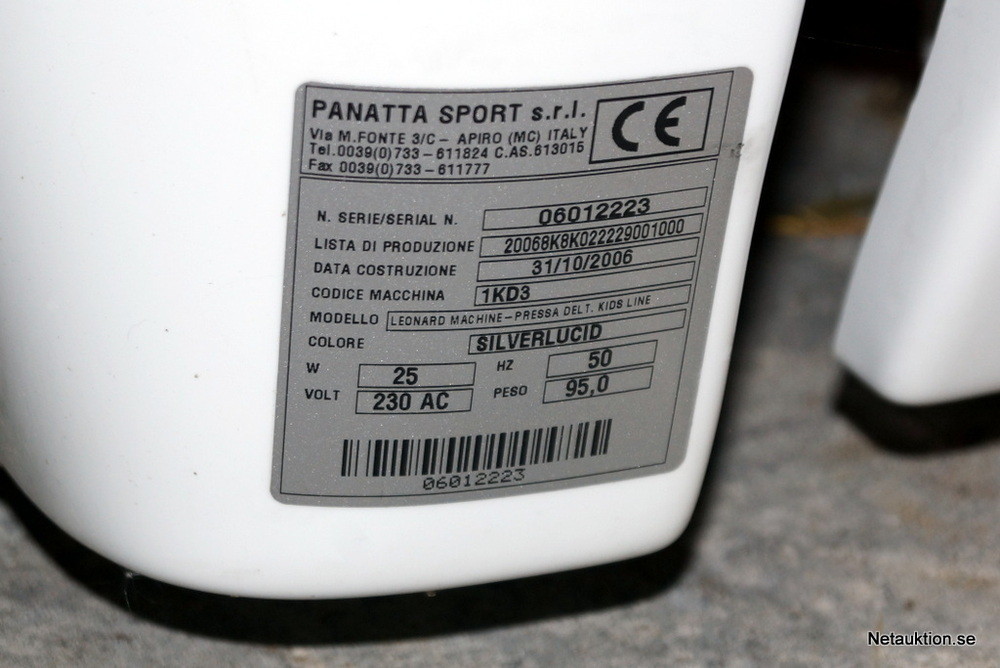 PANATTA SPORT s.r.l.
Via M.FONTE 3/C – APIRO (MC) ITALY
Tel.0039(0)733–611824 C.AS.613015
Fax 0039(0)733–611777
CE
N. SERIE/SERIAL N. 06012223
LISTA DI PRODUZIONE 20068K8K022229001000
DATA COSTRUZIONE 31/10/2006
CODICE MACCHINA 1KD3
MODELLO LEONARD MACHINE–PRESSA DELT. KIDS LINE
COLORE SILVERLUCID
W 25 HZ 50
VOLT 230 AC PESO 95,0
06012223
Netauktion.se